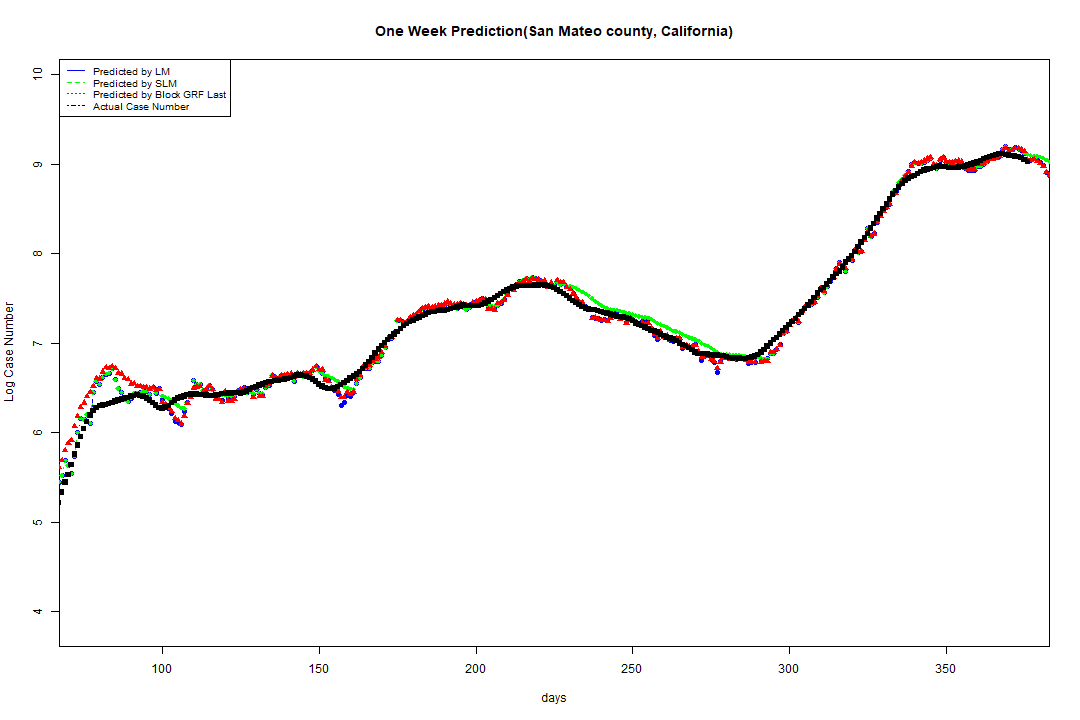 One Week Prediction(San Mateo county, California)
Predicted by LM
Predicted by SLM
Predicted by Block GRF Last
Actual Case Number
10
9
8
7
6
5
4
Log Case Number
100 150 200 250 300 350
days